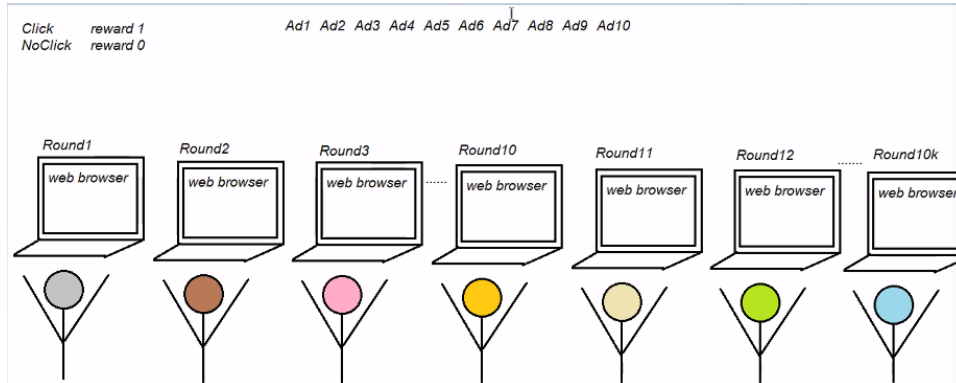 Click reward 1
NoClick reward 0
Ad1 Ad2 Ad3 Ad4 Ad5 Ad6 Ad7 Ad8 Ad9 Ad10
Round1 Round2 Round3 Round10 Round11 Round12 ...... Round10k
web browser web browser web browser ...... web browser web browser web browser web browser